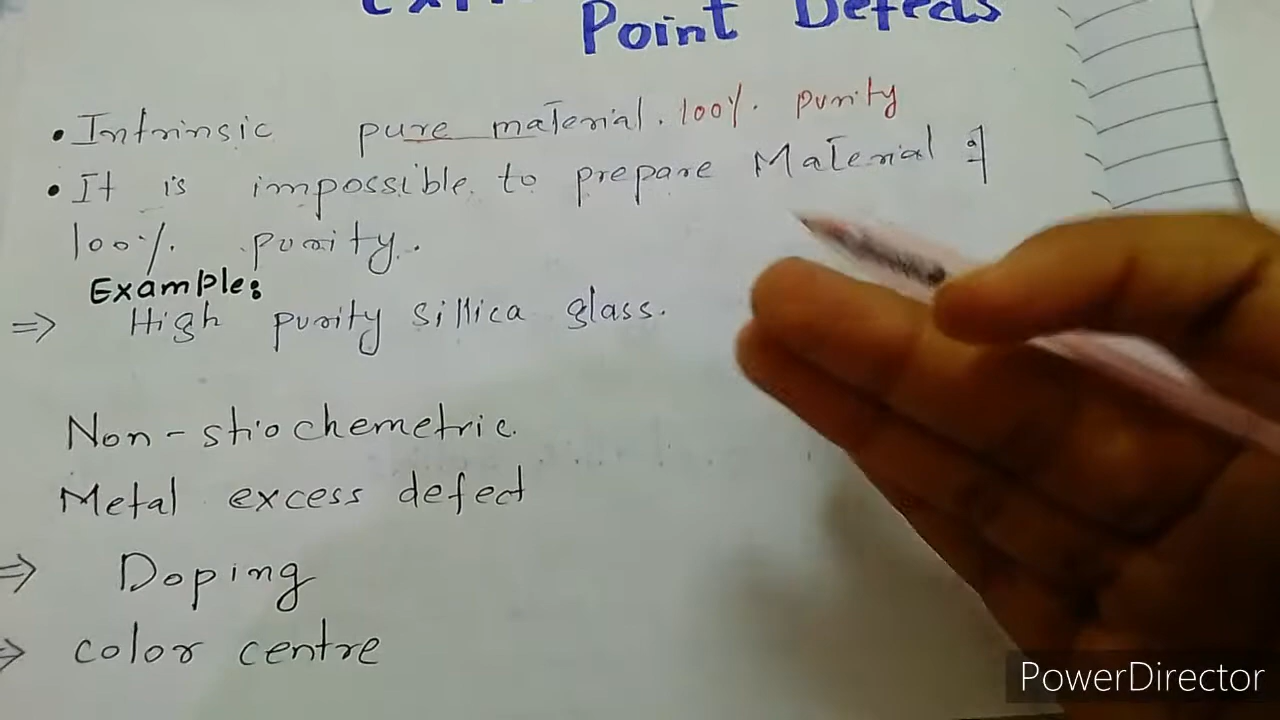 Point Defects
• Intrinsic pure material. 100%. purity
• It is impossible to prepare Material of
100%. purity.
Example:
⇒ High purity sillica glass.
Non-stiochemetric.
Metal excess defect
⇒ Doping
⇒ color centre
PowerDirector